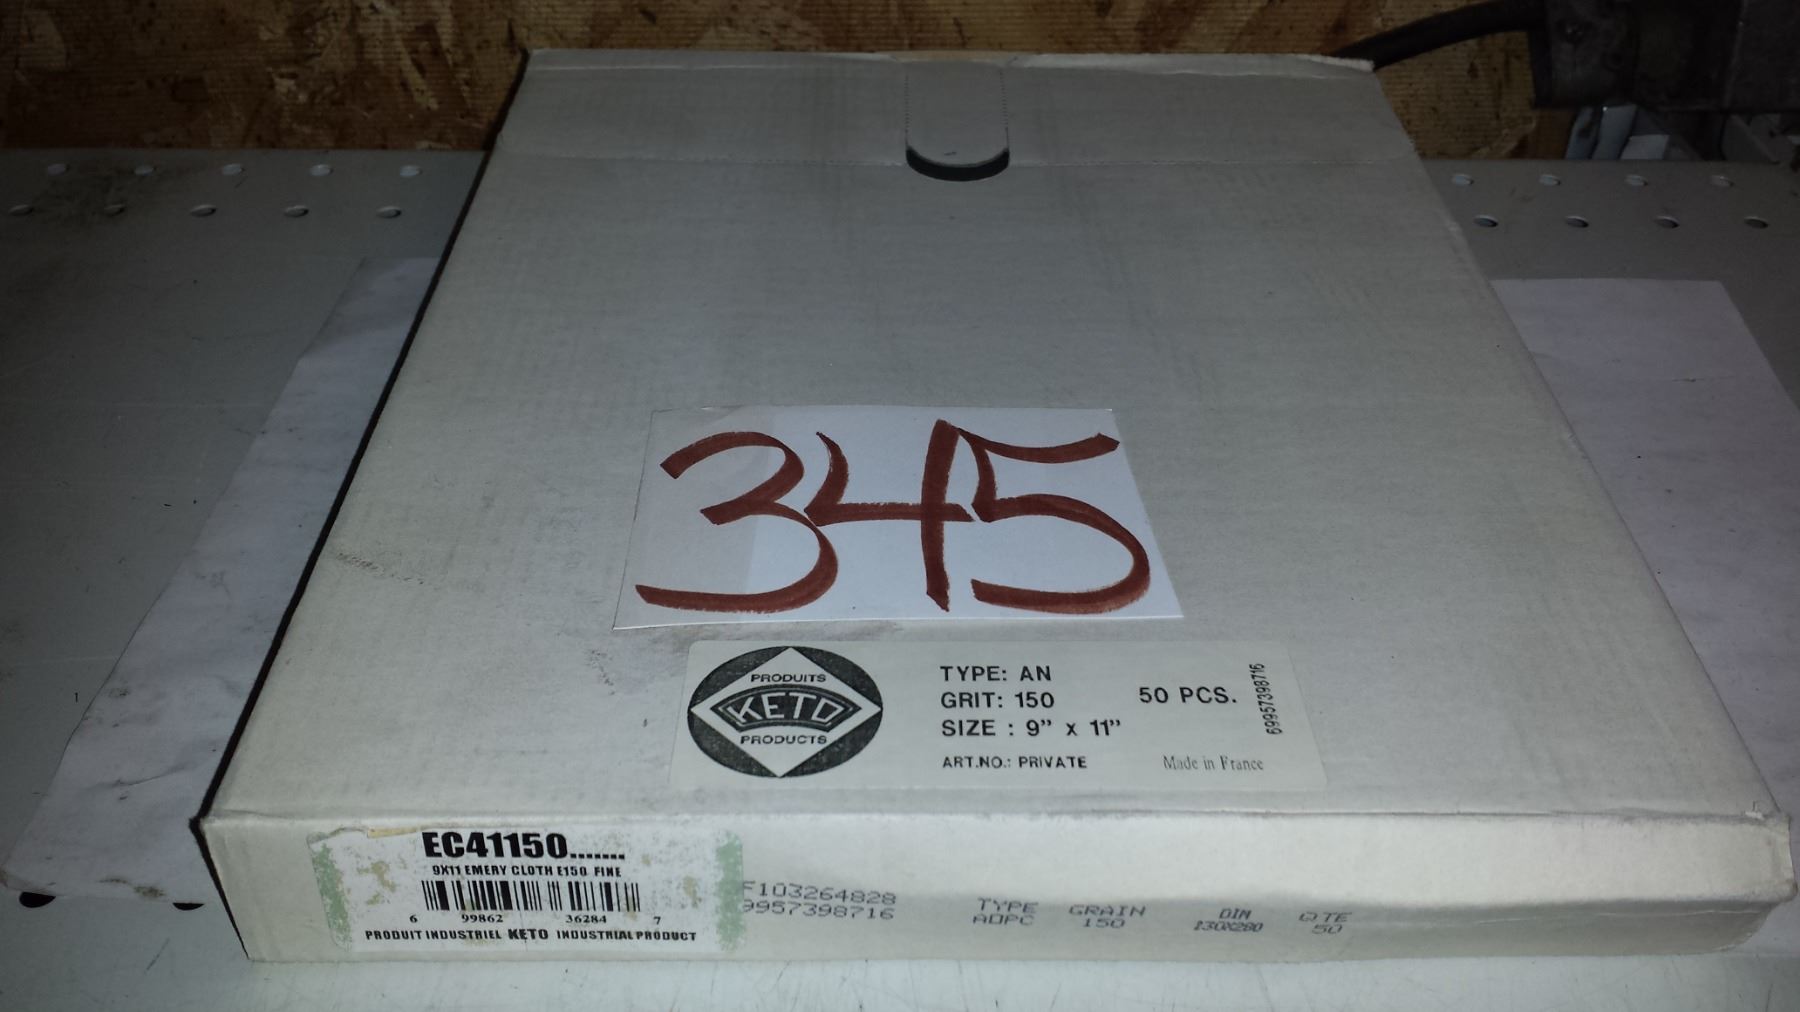 345
PRODUITS
KETO
PRODUCTS
TYPE: AN
GRIT: 150
SIZE : 9" x 11"
ART.NO.: PRIVATE
50 PCS.
Made in France
69957398716
EC41150.......
9X11 EMERY CLOTH E150 FINE
6 99862 36284 7
PRODUIT INDUSTRIEL KETO INDUSTRIAL PRODUCT
F103264828
9957398716
TYPE GRAIN DIN QTE
ADPC 150 230X280 50